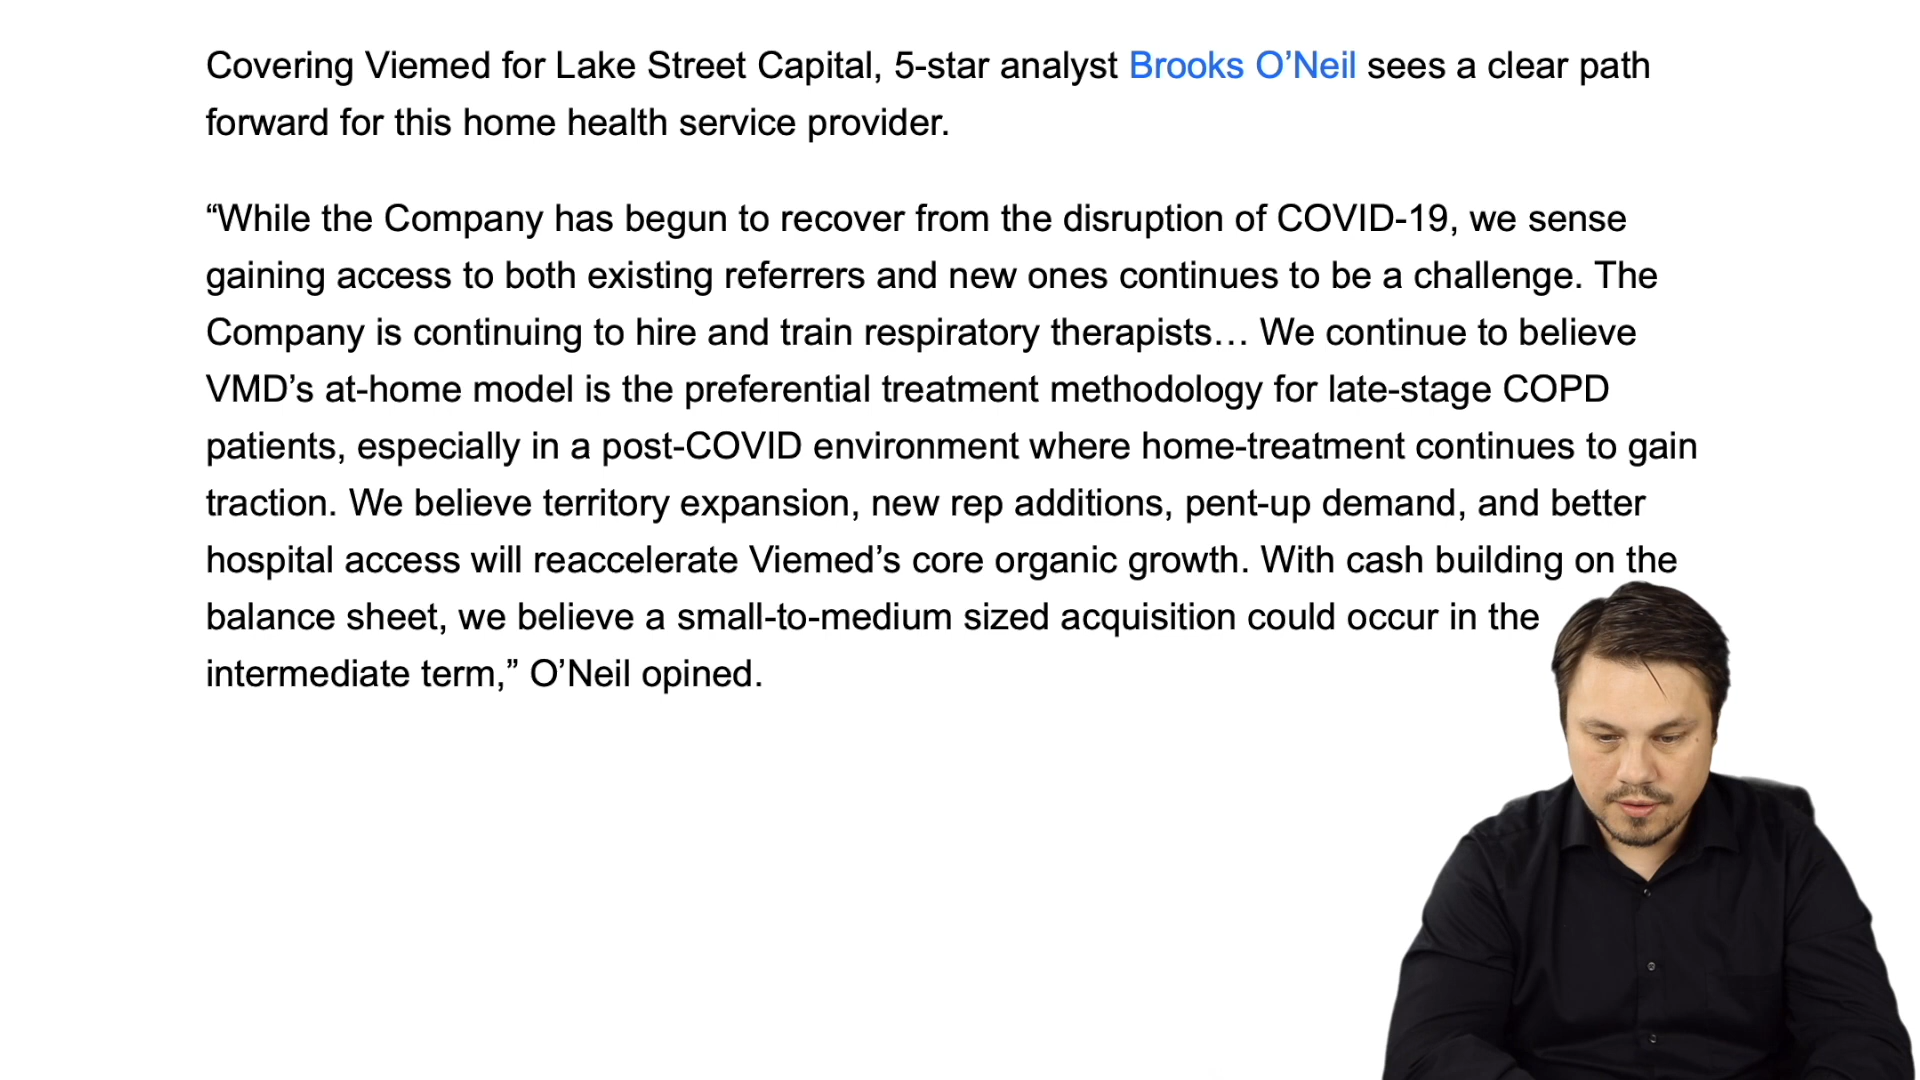 Covering Viemed for Lake Street Capital, 5-star analyst Brooks O’Neil sees a clear path
forward for this home health service provider.
“While the Company has begun to recover from the disruption of COVID-19, we sense
gaining access to both existing referrers and new ones continues to be a challenge. The
Company is continuing to hire and train respiratory therapists… We continue to believe
VMD’s at-home model is the preferential treatment methodology for late-stage COPD
patients, especially in a post-COVID environment where home-treatment continues to gain
traction. We believe territory expansion, new rep additions, pent-up demand, and better
hospital access will reaccelerate Viemed’s core organic growth. With cash building on the
balance sheet, we believe a small-to-medium sized acquisition could occur in the
intermediate term,” O’Neil opined.